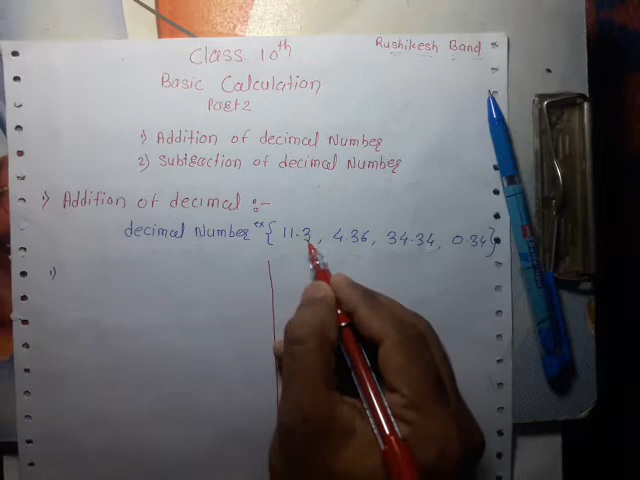 Rushikesh Band
Class 10th
Basic Calculation
Part 2
1) Addition of decimal Number
2) Subtraction of decimal Number
1) Addition of decimal :-
decimal Number ex { 11.3, 4.36, 34.34, 0.34}
1)